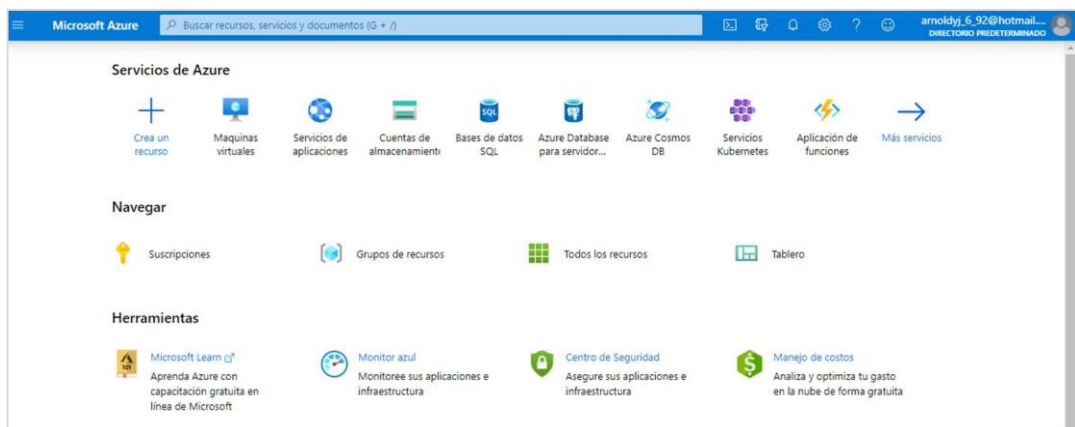 Microsoft Azure
Buscar recursos, servicios y documentos (G + /)
arnoldyj_6_92@hotmail....
DIRECTORIO PREDETERMINADO
Servicios de Azure
Crea un
recurso
Maquinas
virtuales
Servicios de
aplicaciones
Cuentas de
almacenamient
SQL
Bases de datos
SQL
Azure Database
para servidor...
Azure Cosmos
DB
Servicios
Kubernetes
Aplicación de
funciones
Más servicios
Navegar
Suscripciones
Grupos de recursos
Todos los recursos
Tablero
Herramientas
101
Microsoft Learn
Aprenda Azure con
capacitación gratuita en
línea de Microsoft
Monitor azul
Monitoree sus aplicaciones e
infraestructura
Centro de Seguridad
Asegure sus aplicaciones e
infraestructura
Manejo de costos
Analiza y optimiza tu gasto
en la nube de forma gratuita